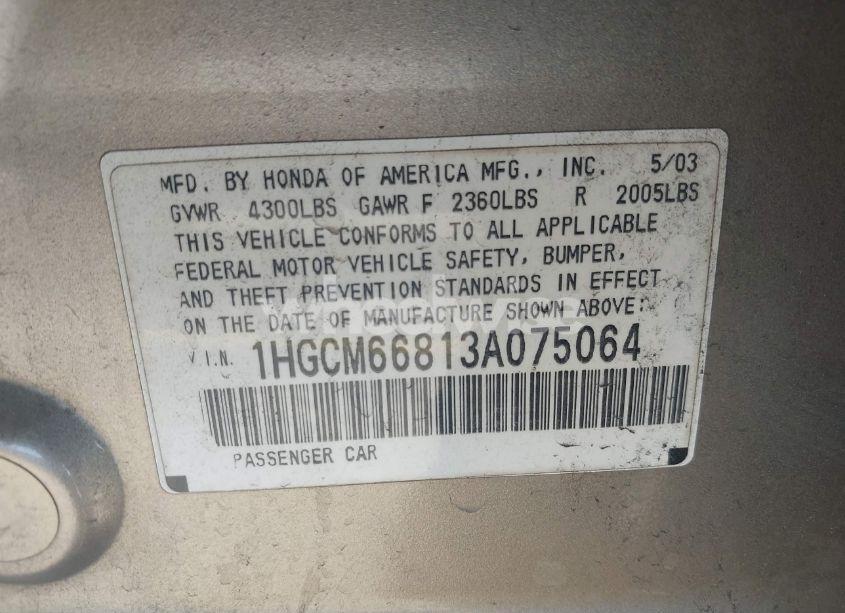 MFD. BY HONDA OF AMERICA MFG., INC. 5/03
GVWR 4300LBS GAWR F 2360LBS R 2005LBS
THIS VEHICLE CONFORMS TO ALL APPLICABLE
FEDERAL MOTOR VEHICLE SAFETY, BUMPER,
AND THEFT PREVENTION STANDARDS IN EFFECT
ON THE DATE OF MANUFACTURE SHOWN ABOVE:
V.I.N. 1HGCM66813A075064
PASSENGER CAR